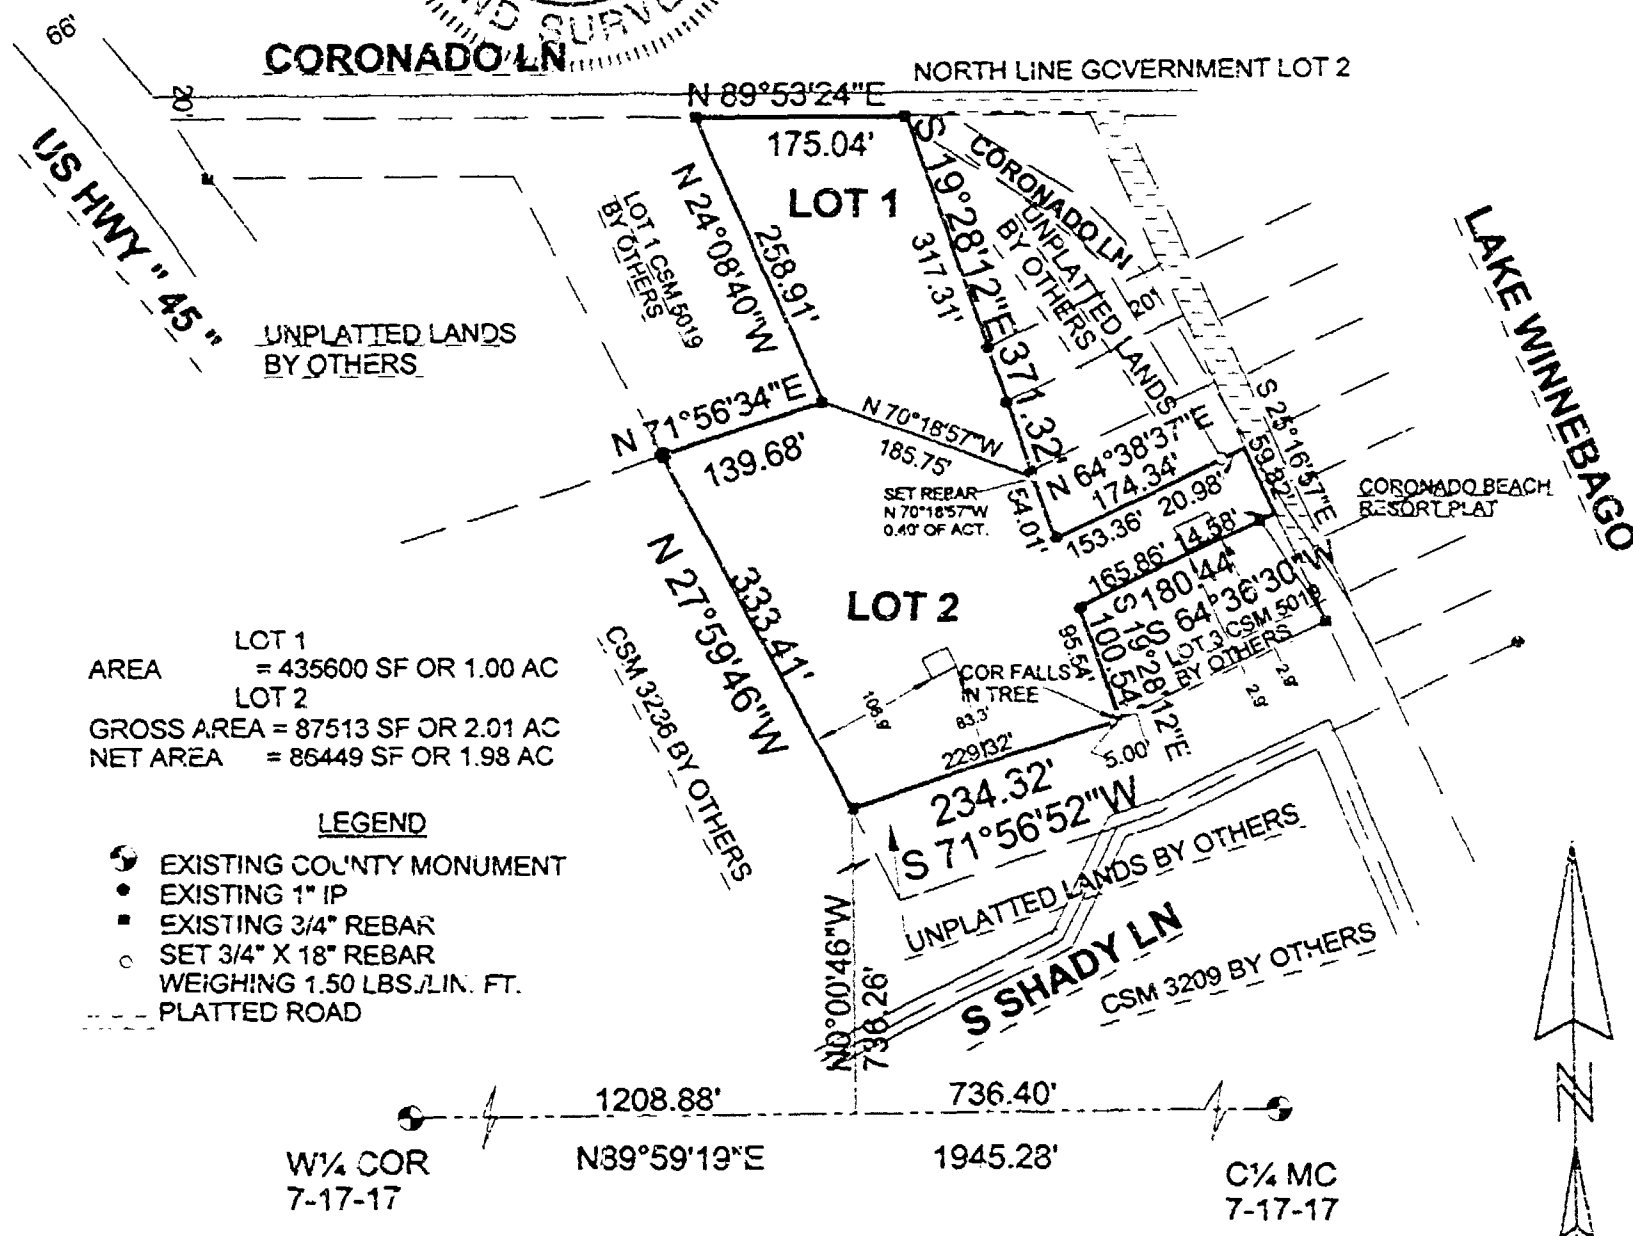 66'
ND SURV
CORONADO LN
NORTH LINE GOVERNMENT LOT 2
20'
N 89°53'24"E
175.04'
US HWY " 45 "
LOT 1
N 24°08'40"W
258.91'
LOT 1 CSM 5019
BY OTHERS
S 19°28'12"E 371.32'
317.31'
CORONADO LN
UNPLATTED LANDS
BY OTHERS
20'
LAKE WINNEBAGO
UNPLATTED LANDS
BY OTHERS
N 71°56'34"E
139.68'
N 70°18'57"W
185.75'
SET REBAR
N 70°18'57"W
0.40' OF ACT.
54.01'
N 64°38'37"E
174.34'
153.36'
20.98'
S 25°16'57"E
59.82'
CORONADO BEACH
RESORT PLAT
165.86'
14.58'
180.44'
S 64°36'30"W
LOT 3 CSM 5019
BY OTHERS
2.9'
2.9'
S 19°28'12"E
100.54'
95.54'
N 27°59'46"W
333.41'
LOT 2
CSM 3236 BY OTHERS
COR FALLS
IN TREE
106.9'
83.3'
229.32'
5.00'
234.32'
S 71°56'52"W
LOT 1
AREA = 435600 SF OR 1.00 AC
LOT 2
GROSS AREA = 87513 SF OR 2.01 AC
NET AREA = 86449 SF OR 1.98 AC
LEGEND
EXISTING COUNTY MONUMENT
EXISTING 1" IP
EXISTING 3/4" REBAR
SET 3/4" X 18" REBAR
WEIGHING 1.50 LBS./LIN. FT.
PLATTED ROAD
UNPLATTED LANDS BY OTHERS
S SHADY LN
CSM 3209 BY OTHERS
N0°00'46"W
736.26'
1208.88'
736.40'
N89°59'19"E
1945.28'
W¼ COR
7-17-17
C¼ MC
7-17-17
N